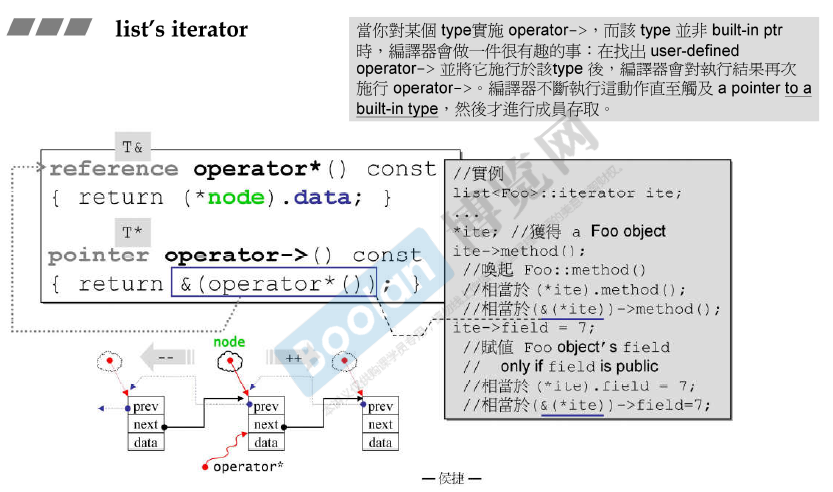 list's iterator
當你對某個 type實施 operator->，而該 type 並非 built-in ptr
時，編譯器會做一件很有趣的事：在找出 user-defined
operator-> 並將它施行於該type 後，編譯器會對執行結果再次
施行 operator->。編譯器不斷執行這動作直至觸及 a pointer to a
built-in type，然後才進行成員存取。
T&
reference operator*() const
{ return (*node).data; }
T*
pointer operator->() const
{ return &(operator*()); }
//實例
list<Foo>::iterator ite;
...
*ite; //獲得 a Foo object
ite->method();
//喚起 Foo::method()
//相當於 (*ite).method();
//相當於(&(*ite))->method();
ite->field = 7;
//賦值 Foo object's field
// only if field is public
//相當於 (*ite).field = 7;
//相當於(&(*ite))->field=7;
node
--
++
prev
next
data
prev
next
data
prev
next
data
operator*
Boolan
博览网
— 侯捷 —